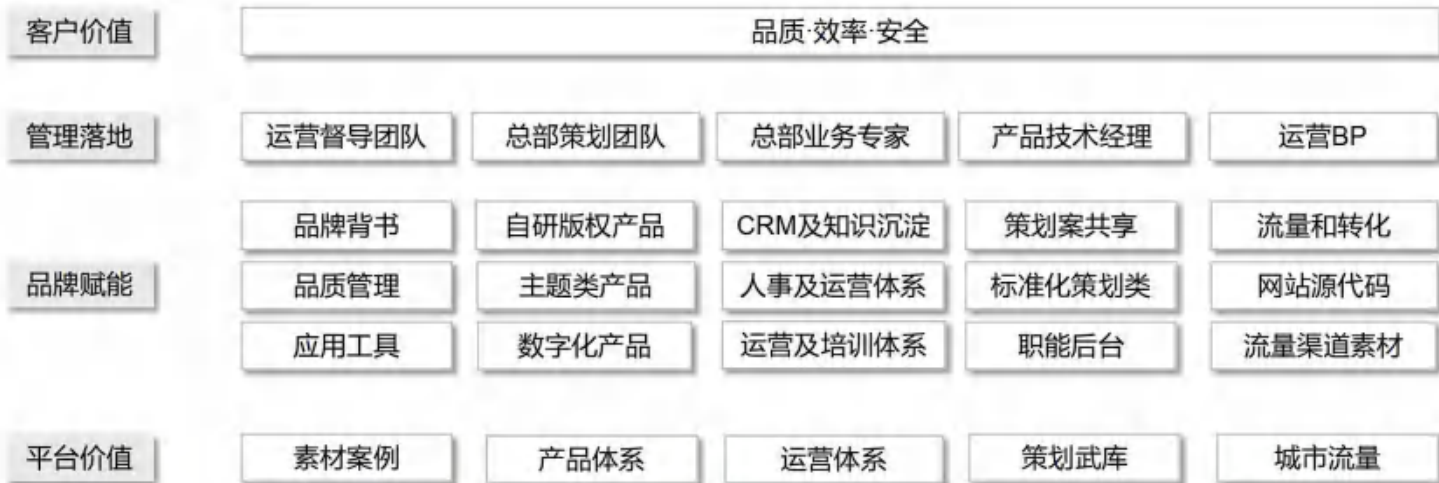 客户价值 品质·效率·安全
管理落地 运营督导团队 总部策划团队 总部业务专家 产品技术经理 运营BP
品牌背书 自研版权产品 CRM及知识沉淀 策划案共享 流量和转化
品牌赋能 品质管理 主题类产品 人事及运营体系 标准化策划类 网站源代码
应用工具 数字化产品 运营及培训体系 职能后台 流量渠道素材
平台价值 素材案例 产品体系 运营体系 策划武库 城市流量